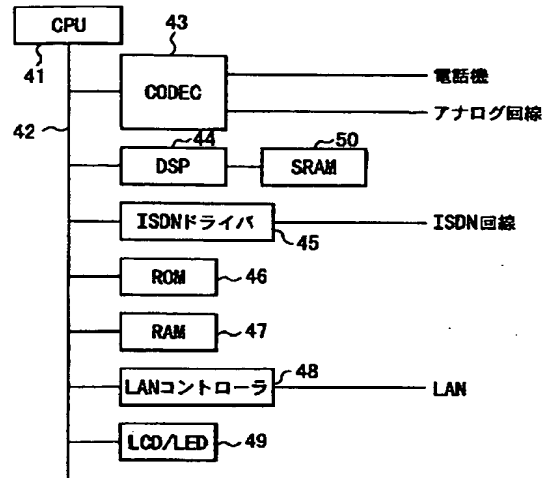 CPU
41
42
43
CODEC
電話機
アナログ回線
44
DSP
50
SRAM
ISDNドライバ
45
ISDN回線
ROM
46
RAM
47
LANコントローラ
48
LAN
LCD/LED
49